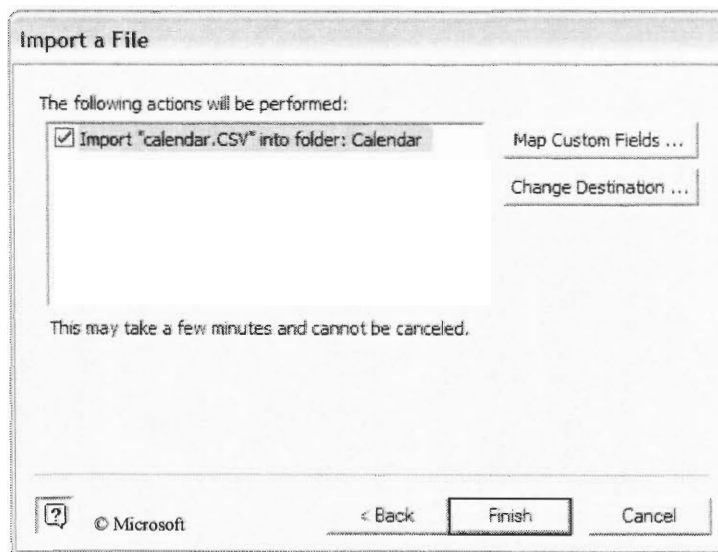 Import a File
The following actions will be performed:
Import "calendar.CSV" into folder: Calendar
Map Custom Fields ...
Change Destination ...
This may take a few minutes and cannot be canceled.
?
© Microsoft
< Back
Finish
Cancel